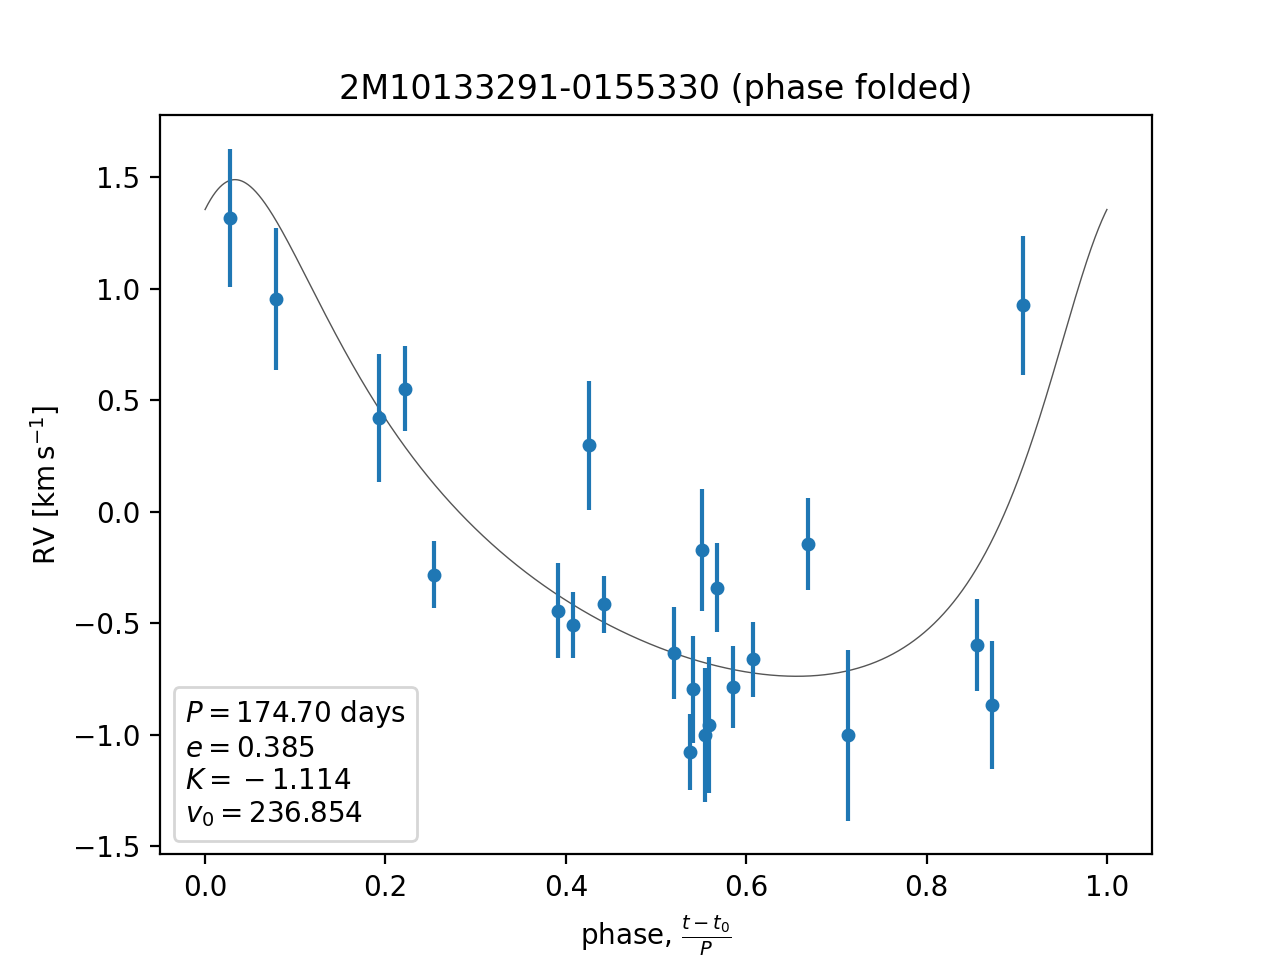 2M10133291-0155330 (phase folded)
RV [km s⁻¹]
1.5
1.0
0.5
0.0
−0.5
−1.0
−1.5
P = 174.70 days
e = 0.385
K = −1.114
v₀ = 236.854
0.0 0.2 0.4 0.6 0.8 1.0
phase, (t − t₀)/P